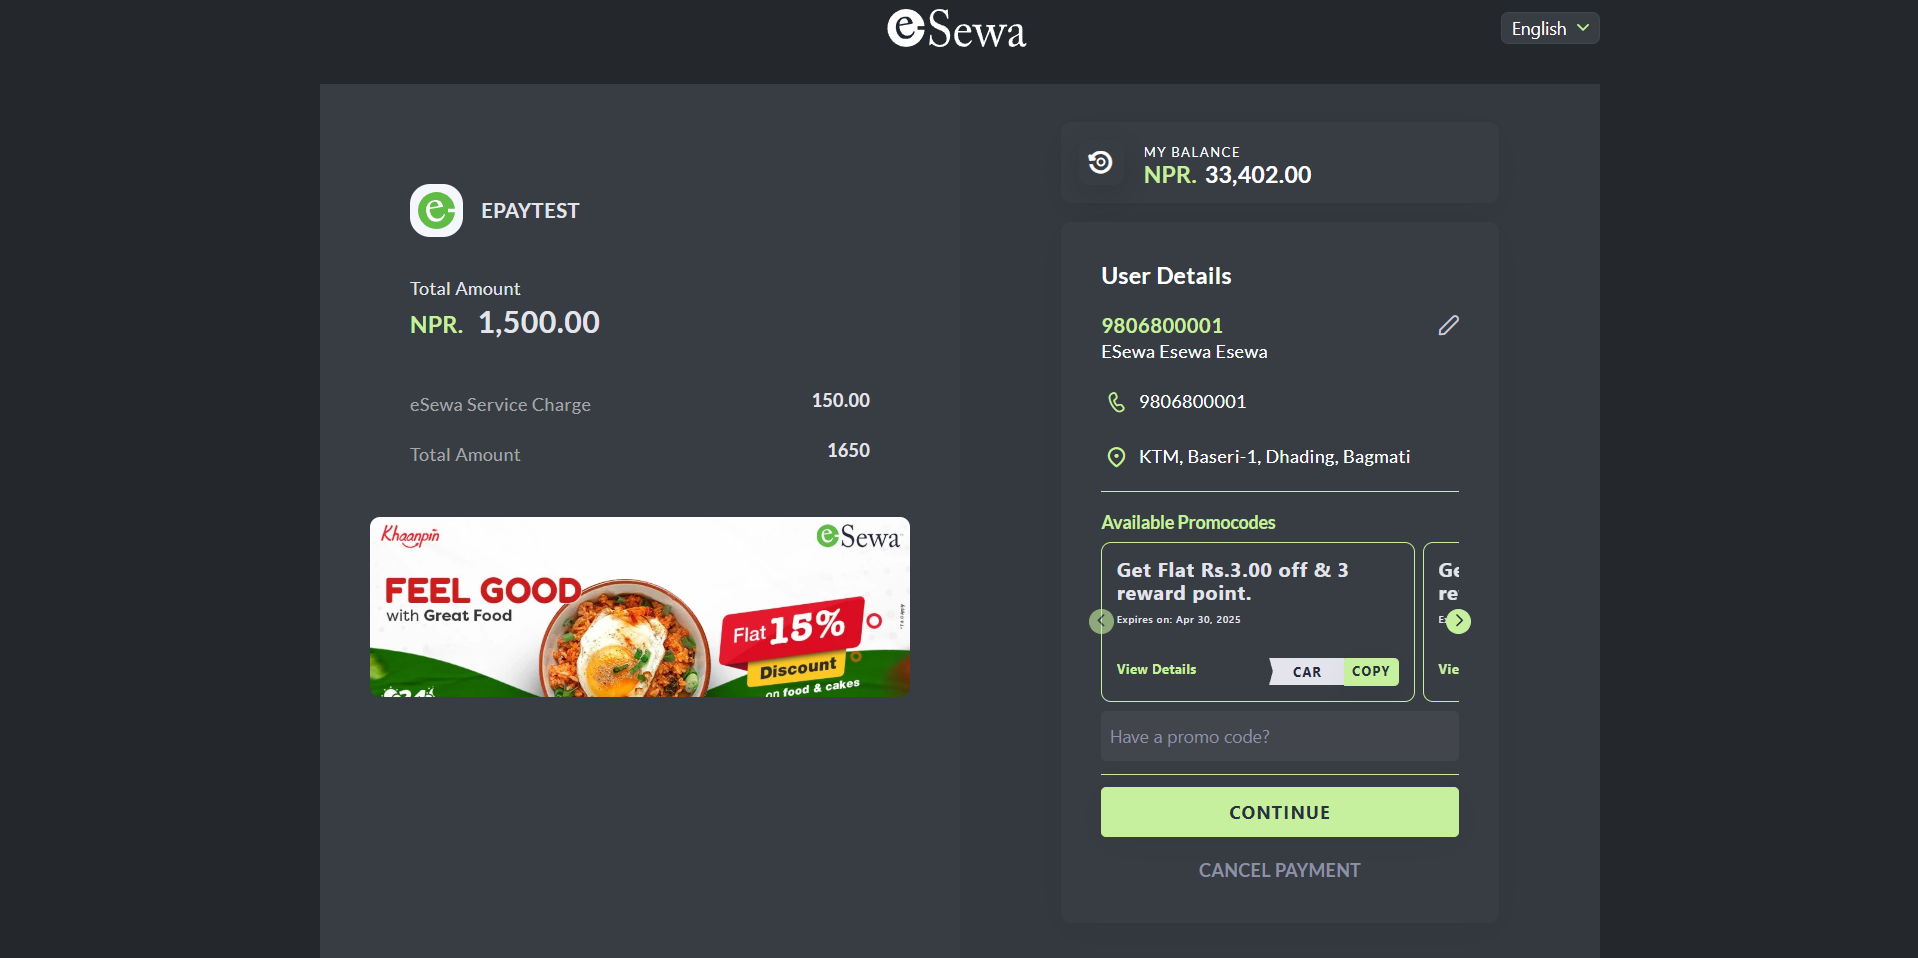 eSewa
English
EPAYTEST
Total Amount
NPR. 1,500.00
eSewa Service Charge 150.00
Total Amount 1650
Khaanpin
eSewa
FEEL GOOD
with Great Food
Flat 15%
Discount
on food & cakes
MY BALANCE
NPR. 33,402.00
User Details
9806800001
ESewa Esewa Esewa
9806800001
KTM, Baseri-1, Dhading, Bagmati
Available Promocodes
Get Flat Rs.3.00 off & 3
reward point.
Expires on: Apr 30, 2025
View Details CAR COPY
Have a promo code?
CONTINUE
CANCEL PAYMENT